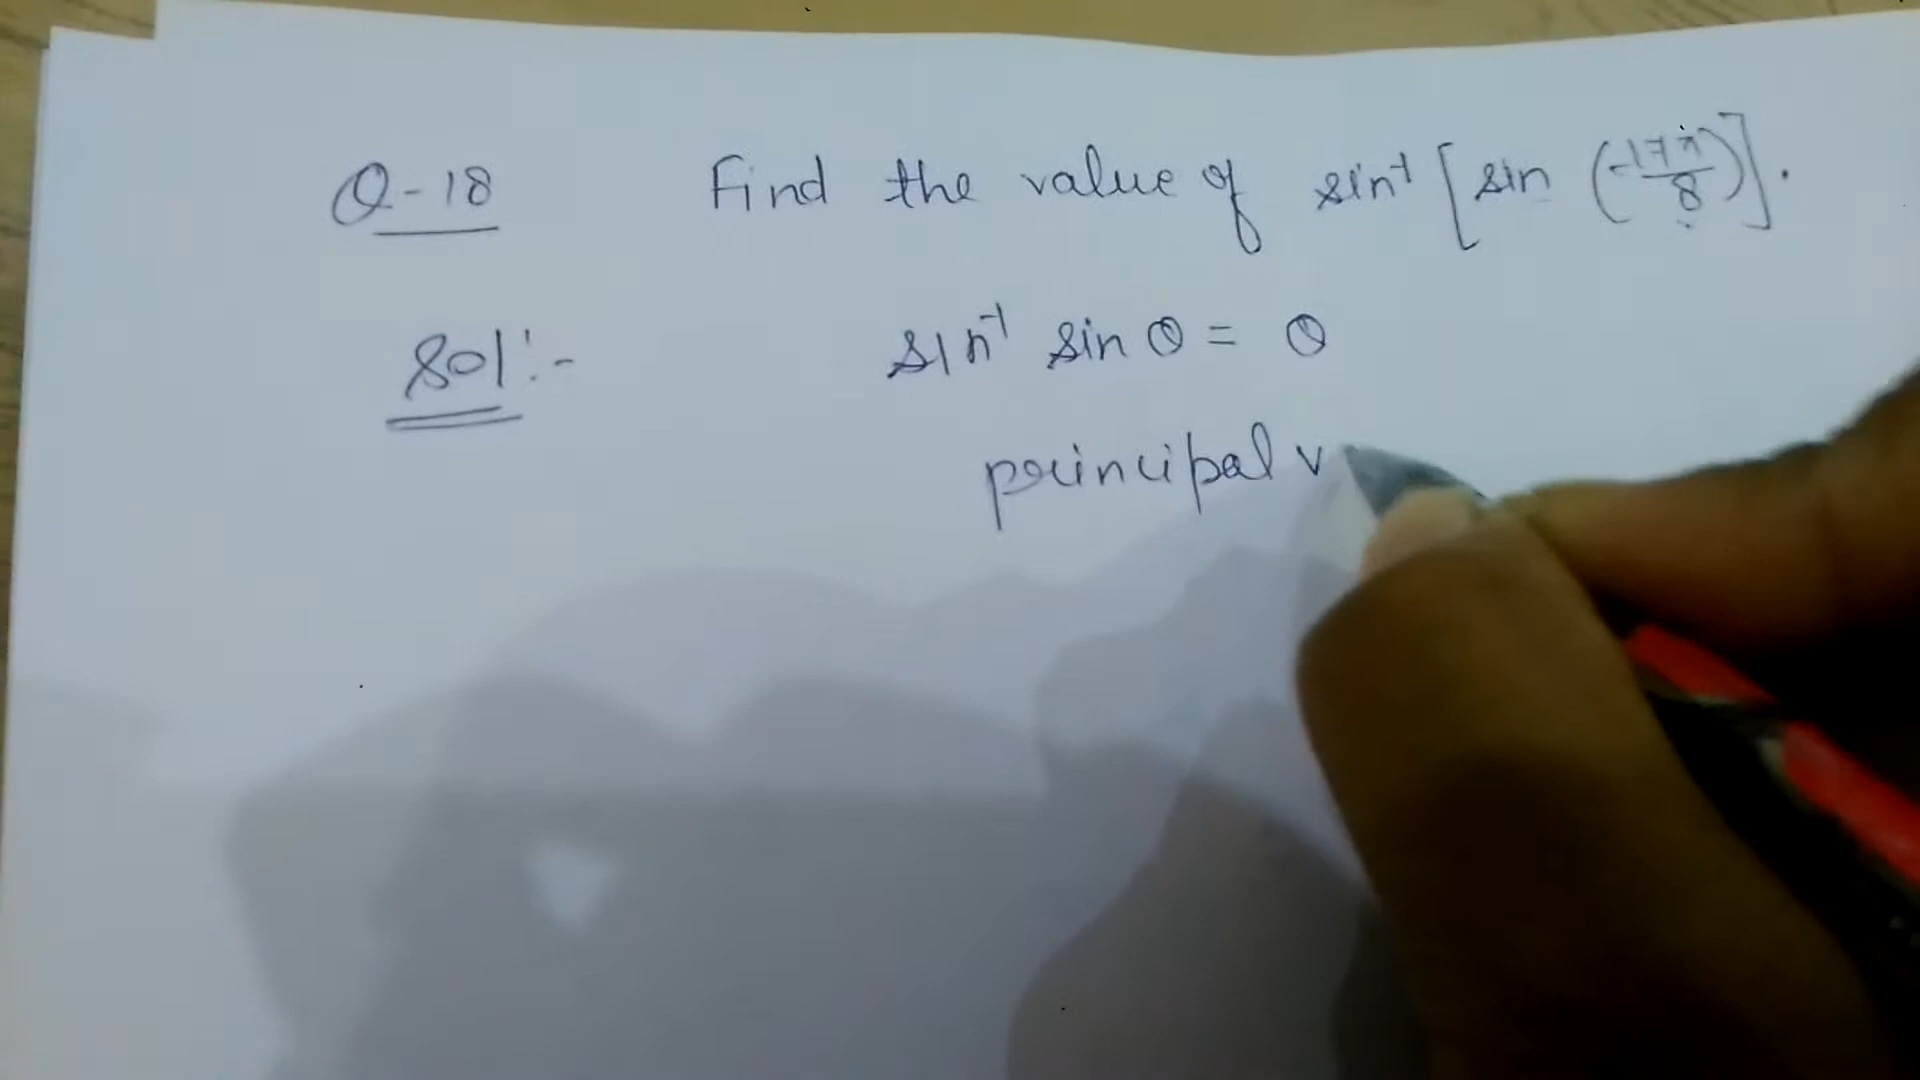 Q-18 Find the value of sin⁻¹ [sin (-17π/8)].
Sol:- sin⁻¹ sin θ = θ
principal v